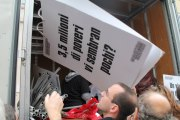 3,5 milioni
di poveri
vi sembran
pochi?